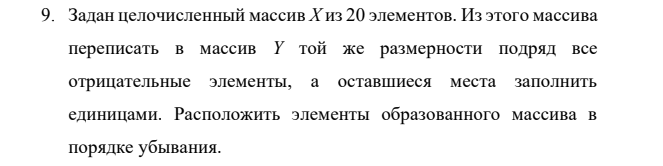 9. Задан целочисленный массив X из 20 элементов. Из этого массива
переписать в массив Y той же размерности подряд все
отрицательные элементы, а оставшиеся места заполнить
единицами. Расположить элементы образованного массива в
порядке убывания.